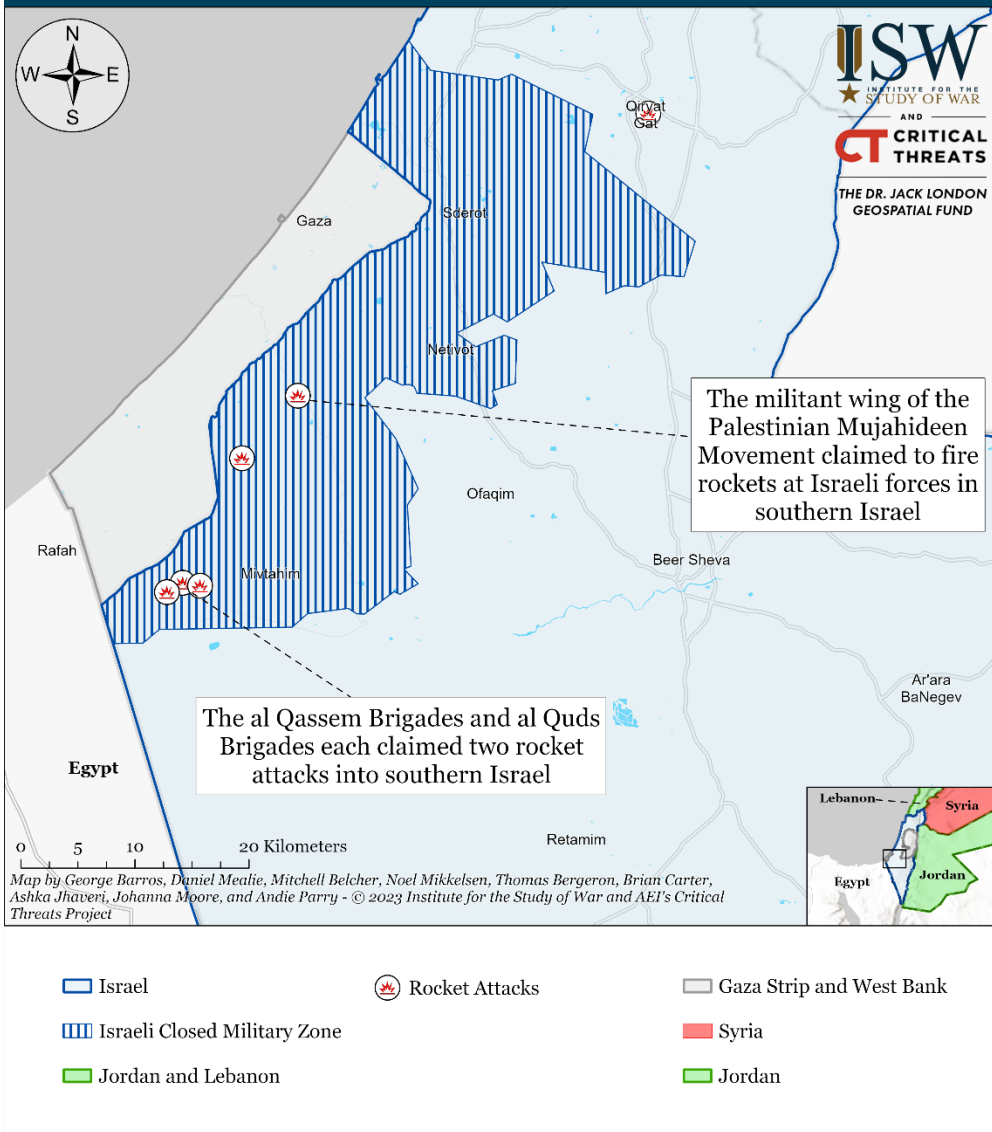 N
W E
S
ISW
INSTITUTE FOR THE
STUDY OF WAR
AND
CT CRITICAL
THREATS
THE DR. JACK LONDON
GEOSPATIAL FUND
Qiryat
Gat
Sderot
Gaza
Netivot
The militant wing of the
Palestinian Mujahideen
Movement claimed to fire
rockets at Israeli forces in
southern Israel
Ofaqim
Rafah
Beer Sheva
Mivtahim
Ar'ara
BaNegev
The al Qassem Brigades and al Quds
Brigades each claimed two rocket
attacks into southern Israel
Egypt
Retamim
0 5 10 20 Kilometers
Map by George Barros, Daniel Mealie, Mitchell Belcher, Noel Mikkelsen, Thomas Bergeron, Brian Carter,
Ashka Jhaveri, Johanna Moore, and Andie Parry - © 2023 Institute for the Study of War and AEI's Critical
Threats Project
Lebanon
Syria
Egypt
Jordan
Israel
Rocket Attacks
Gaza Strip and West Bank
Israeli Closed Military Zone
Syria
Jordan and Lebanon
Jordan